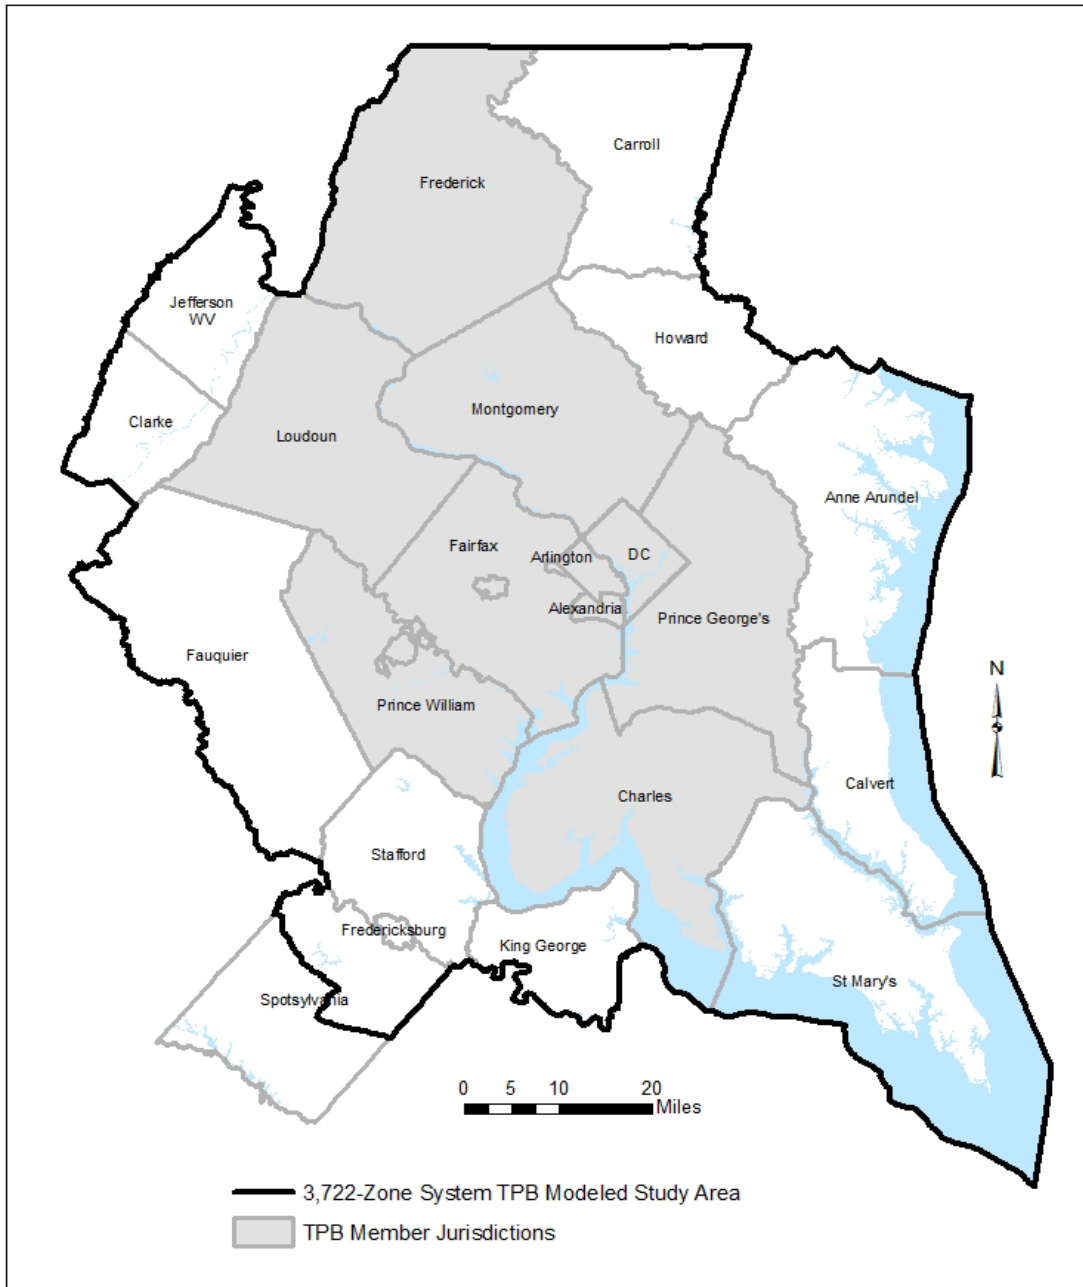 Carroll
Frederick
Jefferson
WV
Howard
Clarke
Loudoun
Montgomery
Anne Arundel
Fairfax
Arlington
DC
Alexandria
Prince George's
Fauquier
N
Prince William
Calvert
Charles
Stafford
Fredericksburg
King George
St Mary's
Spotsylvania
0 5 10 20
Miles
3,722-Zone System TPB Modeled Study Area
TPB Member Jurisdictions